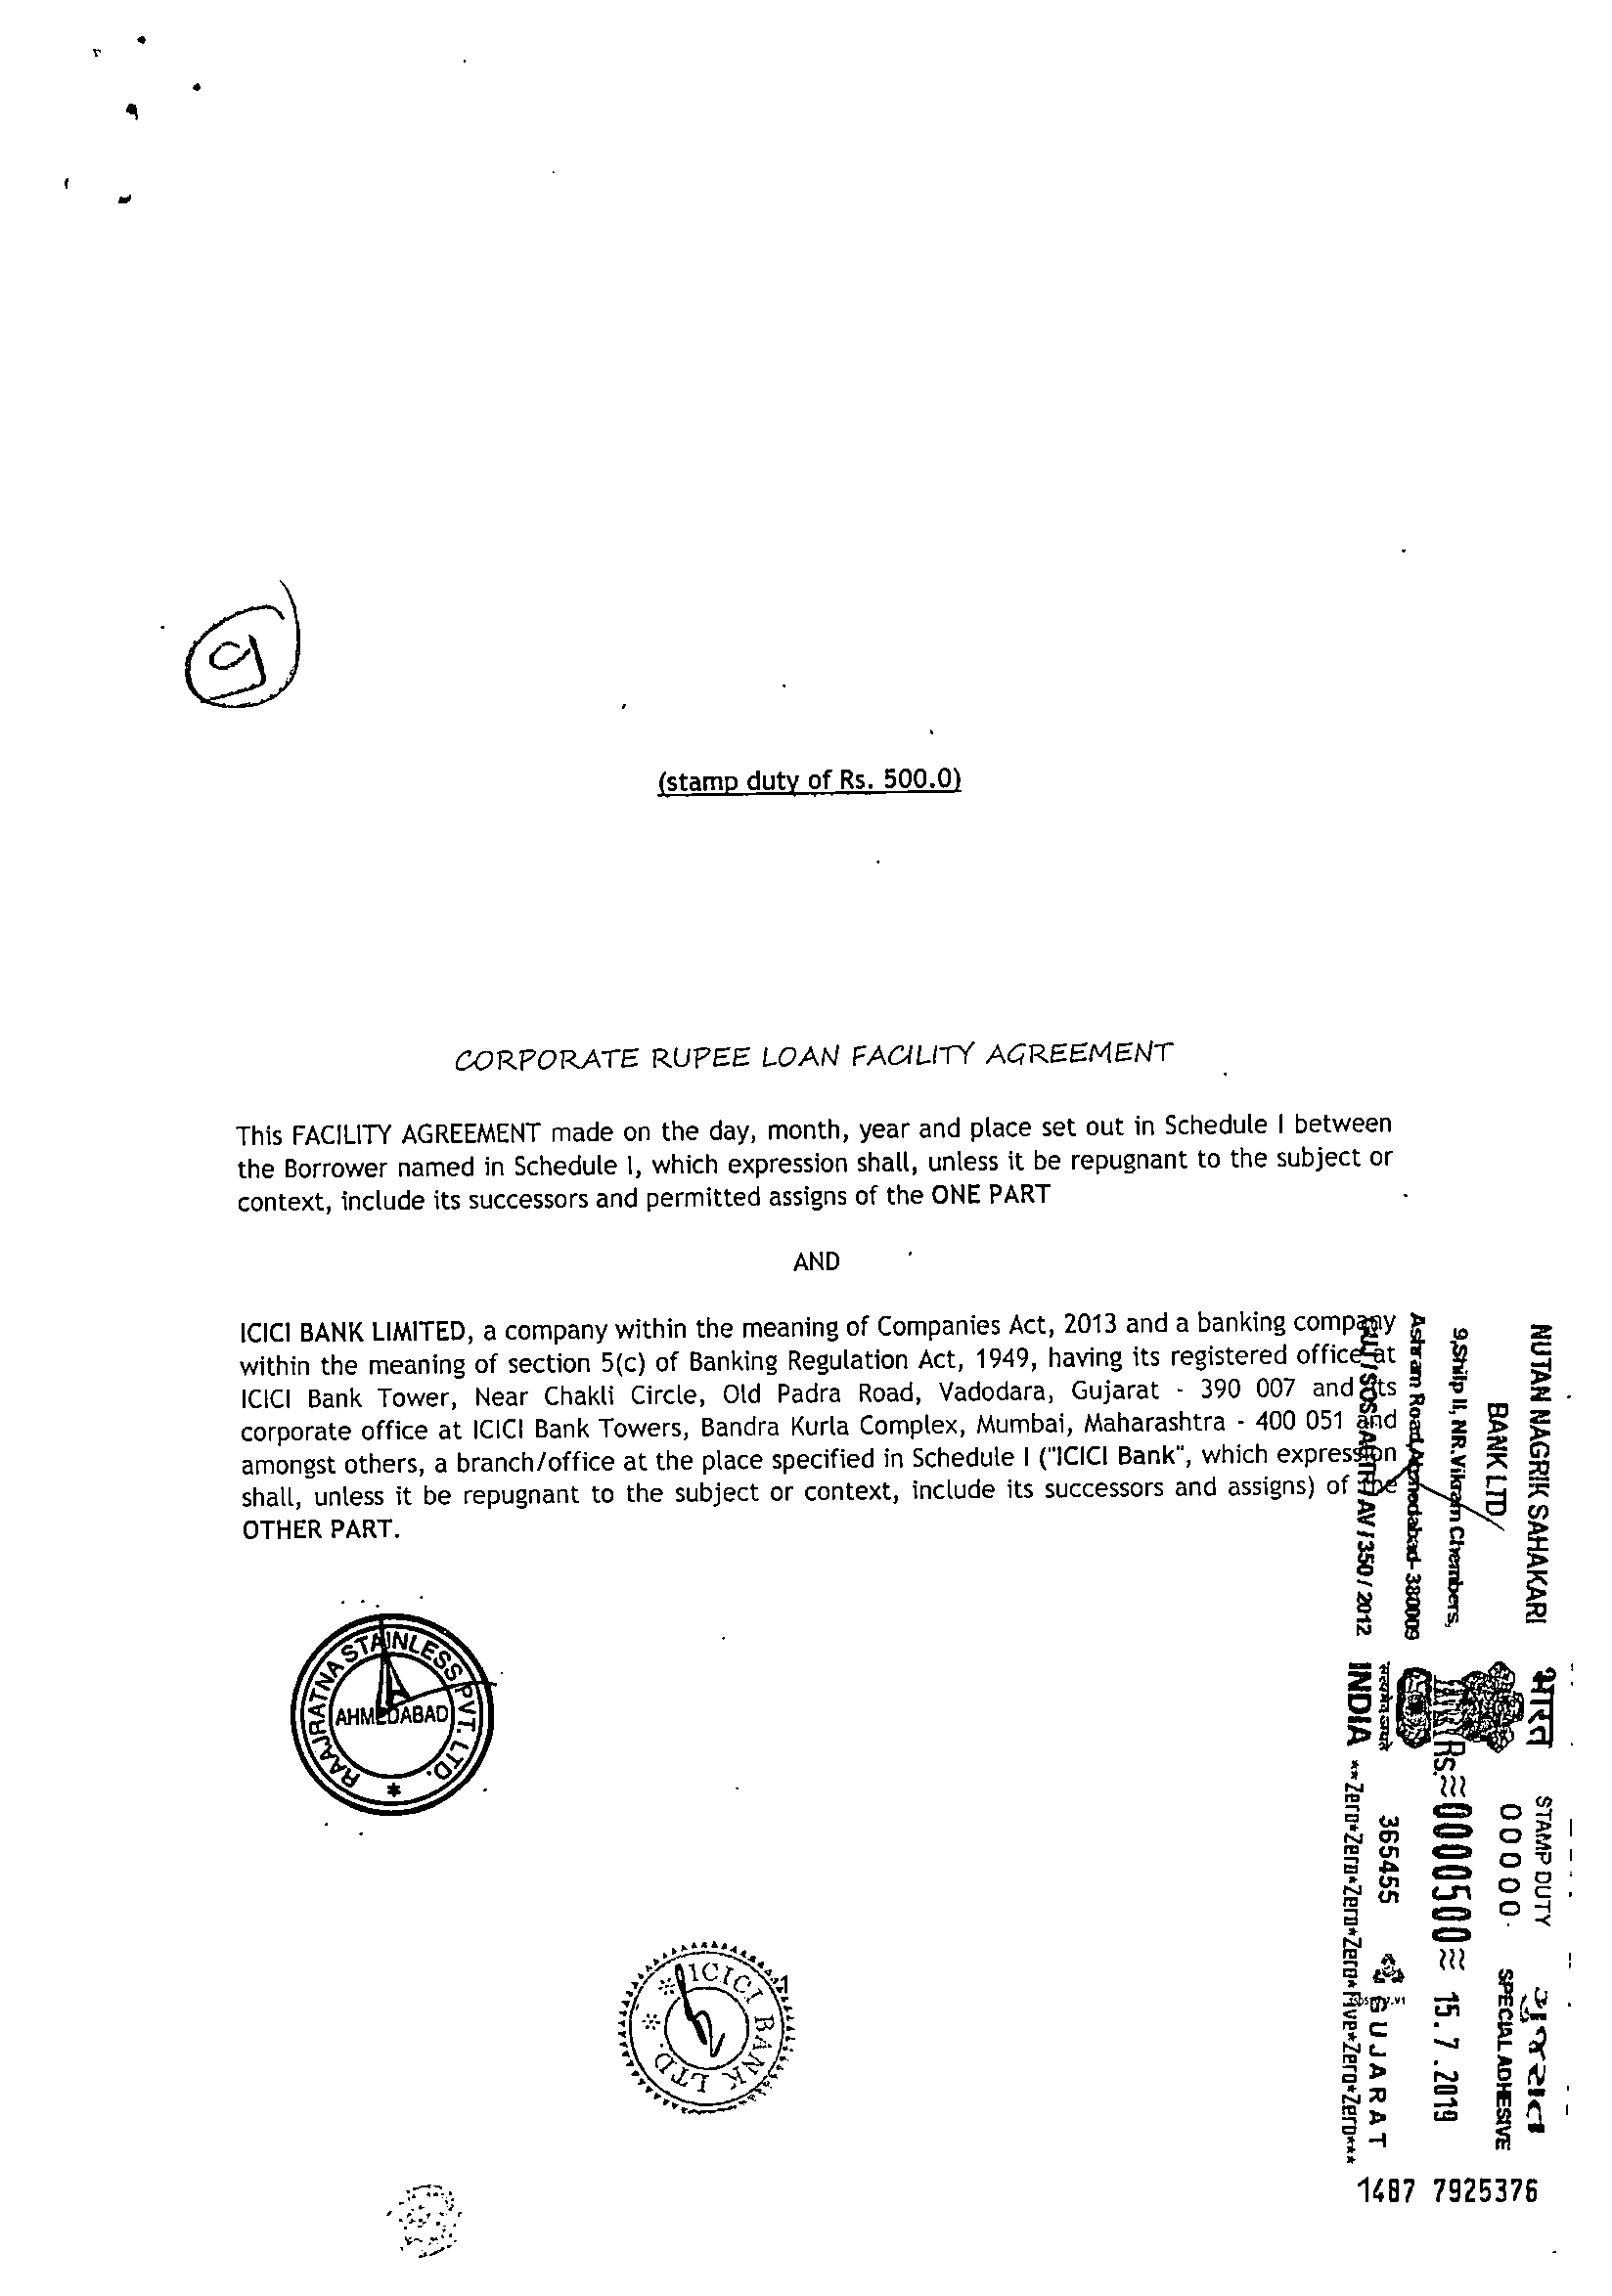 9
(stamp duty of Rs. 500.0)
CORPORATE RUPEE LOAN FACILITY AGREEMENT
This FACILITY AGREEMENT made on the day, month, year and place set out in Schedule I between
the Borrower named in Schedule I, which expression shall, unless it be repugnant to the subject or
context, include its successors and permitted assigns of the ONE PART
AND
ICICI BANK LIMITED, a company within the meaning of Companies Act, 2013 and a banking company
within the meaning of section 5(c) of Banking Regulation Act, 1949, having its registered office at
ICICI Bank Tower, Near Chakli Circle, Old Padra Road, Vadodara, Gujarat - 390 007 and its
corporate office at ICICI Bank Towers, Bandra Kurla Complex, Mumbai, Maharashtra - 400 051 and
amongst others, a branch/office at the place specified in Schedule I ("ICICI Bank", which expression
shall, unless it be repugnant to the subject or context, include its successors and assigns) of the
OTHER PART.
NUTAN NAGRIK SAHAKARI
BANK LTD
9,Shilp II, NR.Vikram Chembers,
Ashram Road, Ahmedabad-380009
GUJ / SOS / AUTH / AV / 350 / 2012
भारत
STAMP DUTY
ગુજરાત
00000
SPECIAL ADHESIVE
Rs.≈0000500≈ 15.7.2019
सत्यमेव जयते
365455
GUJARAT
INDIA
**Zero*Zero*Zero*Zero*Five*Zero*Zero***
1487 7925376
RAAJRATNA STAINLESS PVT. LTD.
AHMEDABAD
*
ICICI BANK LTD.